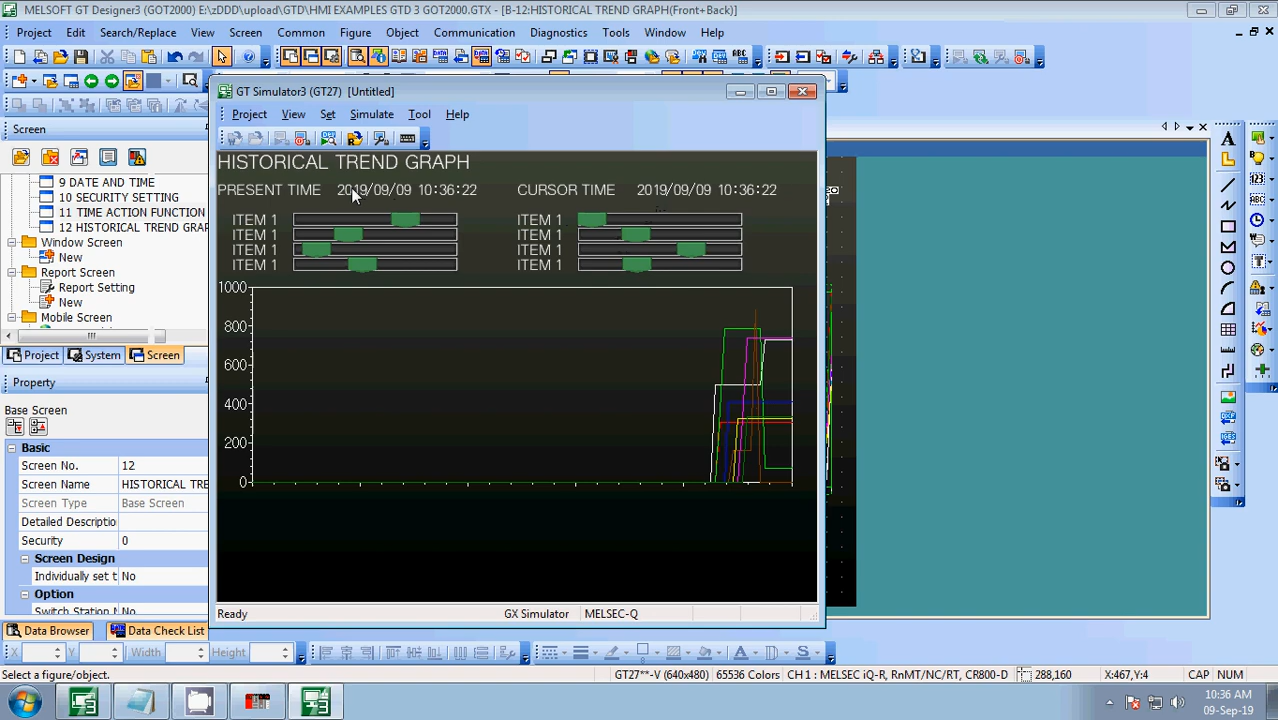 MELSOFT GT Designer3 (GOT2000) E:\zDDD\upload\GTD\HMI EXAMPLES GTD 3 GOT2000.GTX - [B-12:HISTORICAL TREND GRAPH(Front+Back)]
Project Edit Search/Replace View Screen Common Figure Object Communication Diagnostics Tools Window Help
GT Simulator3 (GT27) [Untitled]
Project View Set Simulate Tool Help
Screen
9 DATE AND TIME
10 SECURITY SETTING
11 TIME ACTION FUNCTION
12 HISTORICAL TREND GRAP
Window Screen
New
Report Screen
Report Setting
New
Mobile Screen
Project System Screen
Property
Base Screen
Basic
Screen No. 12
Screen Name HISTORICAL TRE
Screen Type Base Screen
Detailed Descriptio
Security 0
Screen Design
Individually set t No
Option
Switch Station N No
Data Browser Data Check List
HISTORICAL TREND GRAPH
PRESENT TIME 2019/09/09 10:36:22 CURSOR TIME 2019/09/09 10:36:22
ITEM 1 ITEM 1
ITEM 1 ITEM 1
ITEM 1 ITEM 1
ITEM 1 ITEM 1
1000
800
600
400
200
0
Ready GX Simulator MELSEC-Q
X Y Width Height
Select a figure/object. GT27**-V (640x480) 65536 Colors CH 1 : MELSEC iQ-R, RnMT/NC/RT, CR800-D 288,160 X:467,Y:4 CAP NUM
10:36 AM
09-Sep-19